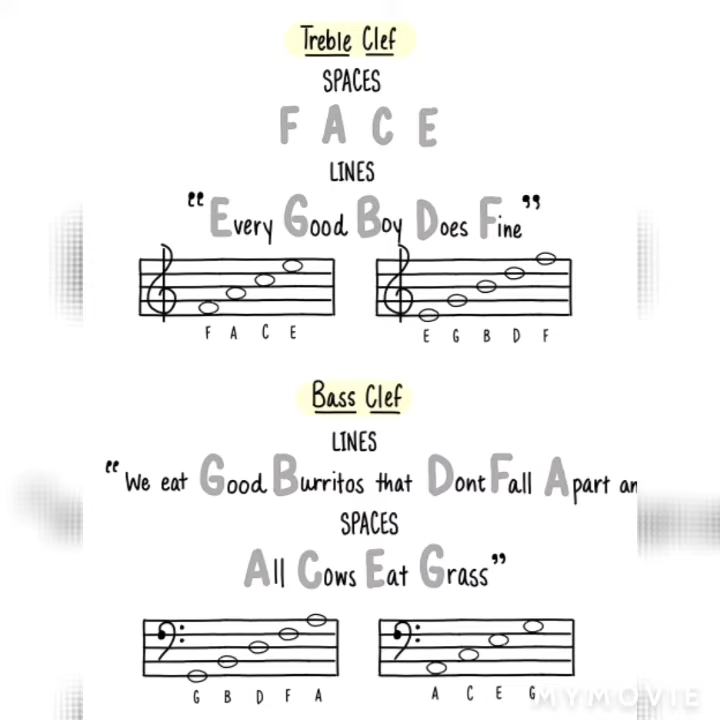 Treble Clef
SPACES
F A C E
LINES
“Every Good Boy Does Fine”
F A C E
E G B D F
Bass Clef
LINES
“We eat Good Burritos that Dont Fall Apart an
SPACES
All Cows Eat Grass”
G B D F A
A C E G
MYMOVIE